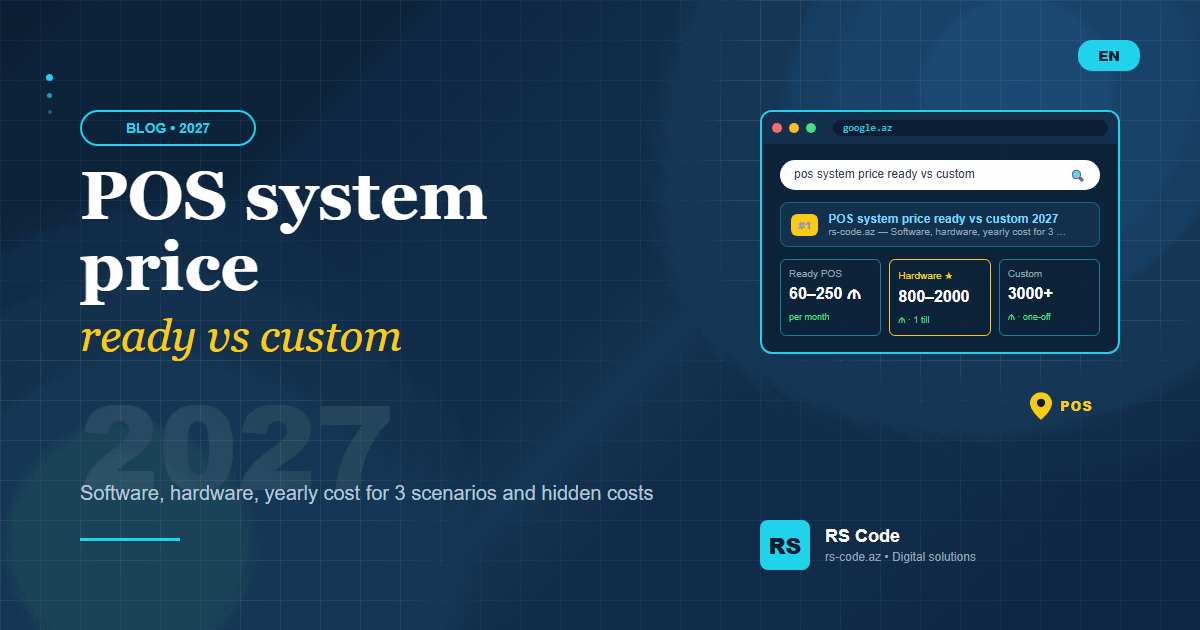 EN
BLOG • 2027
POS system
price
ready vs custom
2027
Software, hardware, yearly cost for 3 scenarios and hidden costs
google.az
pos system price ready vs custom
#1
POS system price ready vs custom 2027
rs-code.az — Software, hardware, yearly cost for 3 ...
Ready POS
60–250 ₼
per month
Hardware ★
800–2000
₼ · 1 till
Custom
3000+
₼ · one-off
POS
RS
RS Code
rs-code.az • Digital solutions